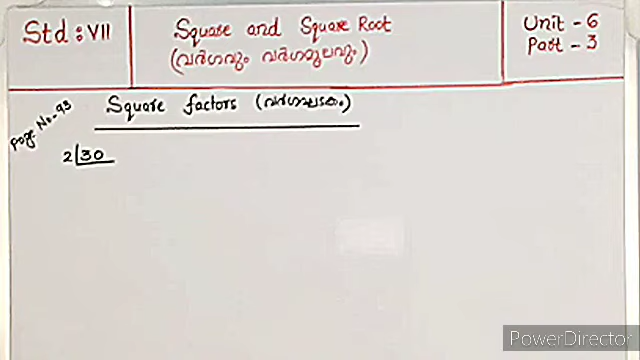 Std : VII
Square and Square Root
(വർഗവും വർഗമൂലവും)
Unit - 6
Part - 3
Page No - 93
Square factors (വർഗഘടകം)
2 30
PowerDirector